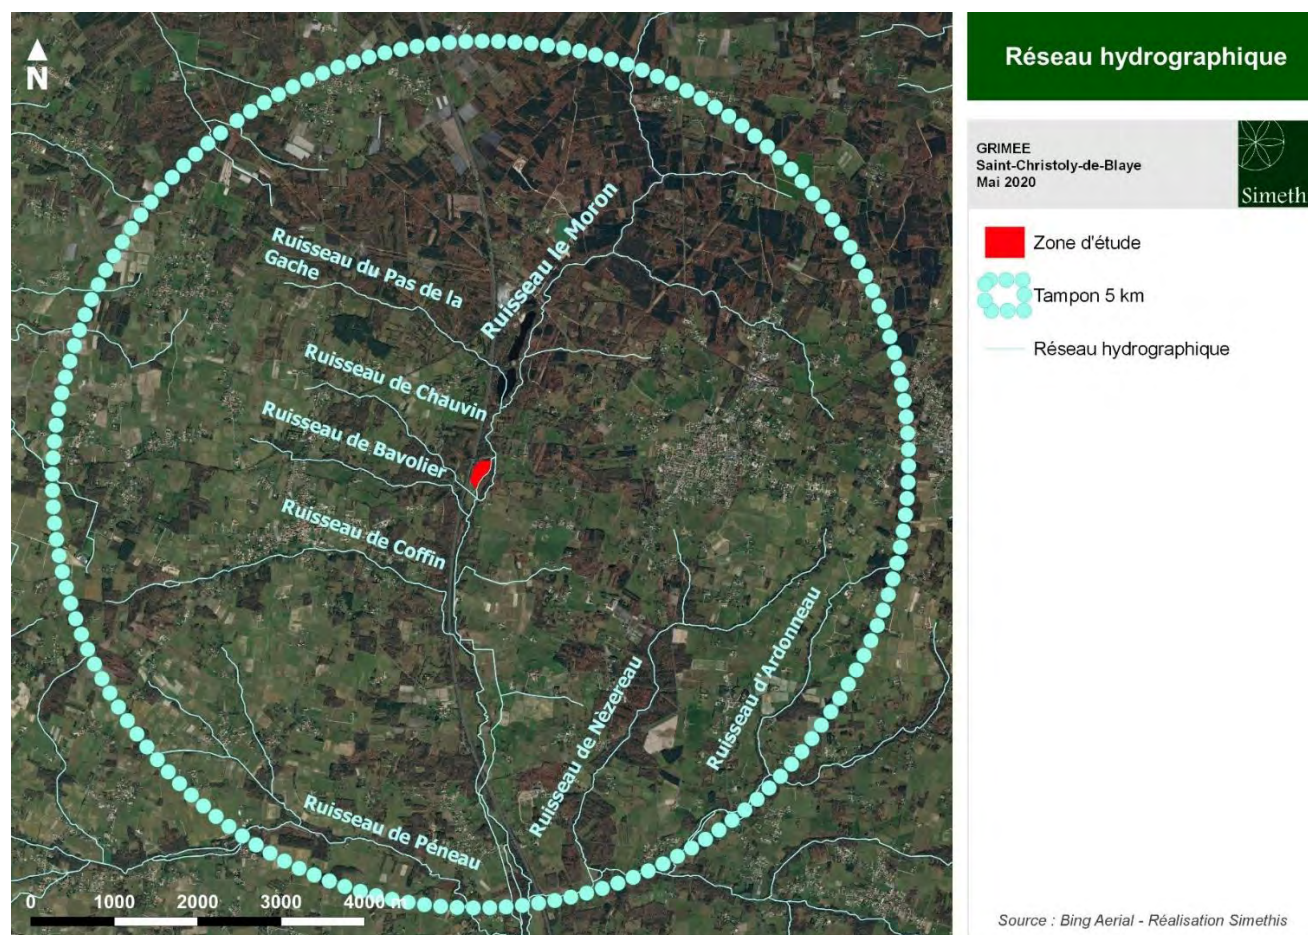 N
Ruisseau du Pas de la
Gache
Ruisseau le Moron
Ruisseau de Chauvin
Ruisseau de Bavolier
Ruisseau de Coffin
Ruisseau de Nèzereau
Ruisseau d'Ardonneau
Ruisseau de Péneau
0 1000 2000 3000 4000 m
Réseau hydrographique
GRIMEE
Saint-Christoly-de-Blaye
Mai 2020
Simeth
Zone d'étude
Tampon 5 km
Réseau hydrographique
Source : Bing Aerial - Réalisation Simethis